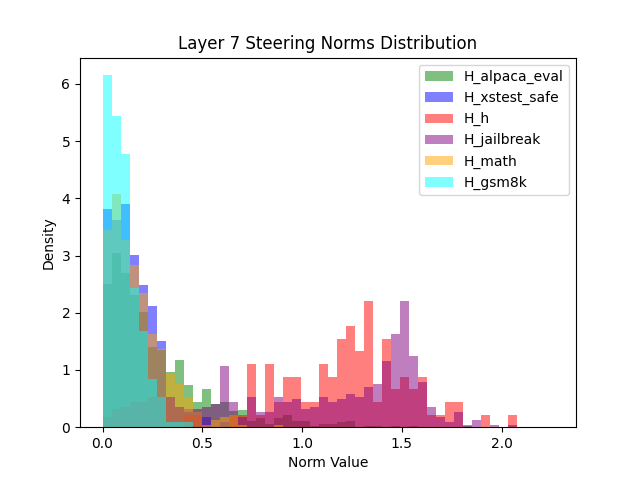 Layer 7 Steering Norms Distribution
H_alpaca_eval
H_xstest_safe
H_h
H_jailbreak
H_math
H_gsm8k
6
5
4
3
2
1
0
Density
0.0 0.5 1.0 1.5 2.0
Norm Value